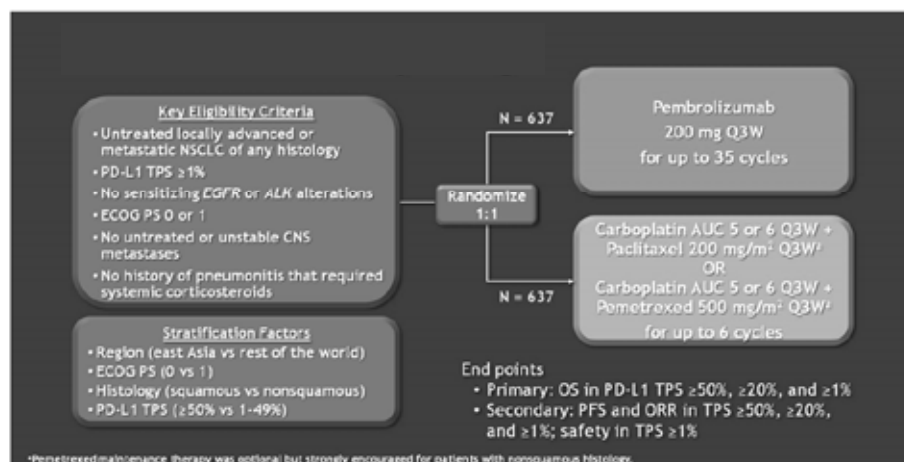 Key Eligibility Criteria
• Untreated locally advanced or
metastatic NSCLC of any histology
• PD-L1 TPS ≥1%
• No sensitizing EGFR or ALK alterations
• ECOG PS 0 or 1
• No untreated or unstable CNS
metastases
• No history of pneumonitis that required
systemic corticosteroids
Stratification Factors
• Region (east Asia vs rest of the world)
• ECOG PS (0 vs 1)
• Histology (squamous vs nonsquamous)
• PD-L1 TPS (≥50% vs 1-49%)
Randomize
1:1
N = 637
Pembrolizumab
200 mg Q3W
for up to 35 cycles
N = 637
Carboplatin AUC 5 or 6 Q3W +
Paclitaxel 200 mg/m² Q3Wª
OR
Carboplatin AUC 5 or 6 Q3W +
Pemetrexed 500 mg/m² Q3Wª
for up to 6 cycles
End points
• Primary: OS in PD-L1 TPS ≥50%, ≥20%, and ≥1%
• Secondary: PFS and ORR in TPS ≥50%, ≥20%,
and ≥1%; safety in TPS ≥1%
ªPemetrexed maintenance therapy was optional but strongly encouraged for patients with nonsquamous histology.